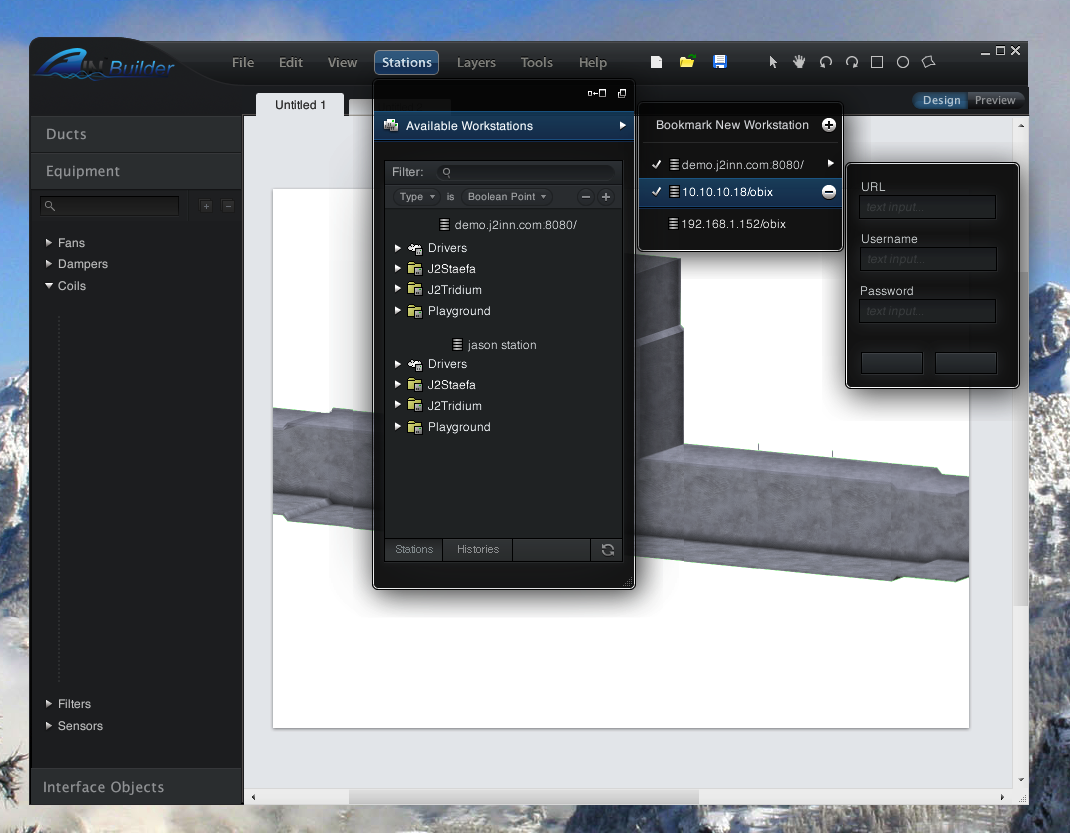 IN Builder
File Edit View Stations Layers Tools Help
Untitled 1
Design Preview
Ducts
Equipment
Fans
Dampers
Coils
Filters
Sensors
Interface Objects
Available Workstations
Filter:
Type is Boolean Point
demo.j2inn.com:8080/
Drivers
J2Staefa
J2Tridium
Playground
jason station
Drivers
J2Staefa
J2Tridium
Playground
Stations Histories
Bookmark New Workstation
demo.j2inn.com:8080/
10.10.10.18/obix
192.168.1.152/obix
URL
text input..
Username
text input..
Password
text input..